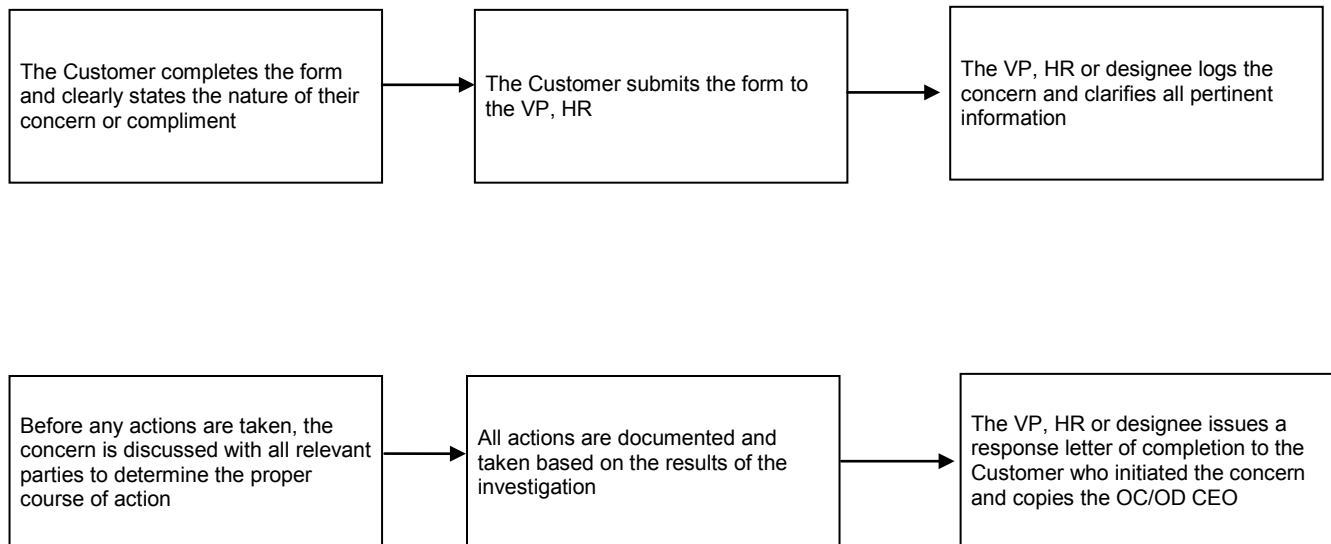 The Customer completes the form
and clearly states the nature of their
concern or compliment
The Customer submits the form to
the VP, HR
The VP, HR or designee logs the
concern and clarifies all pertinent
information
Before any actions are taken, the
concern is discussed with all relevant
parties to determine the proper
course of action
All actions are documented and
taken based on the results of the
investigation
The VP, HR or designee issues a
response letter of completion to the
Customer who initiated the concern
and copies the OC/OD CEO